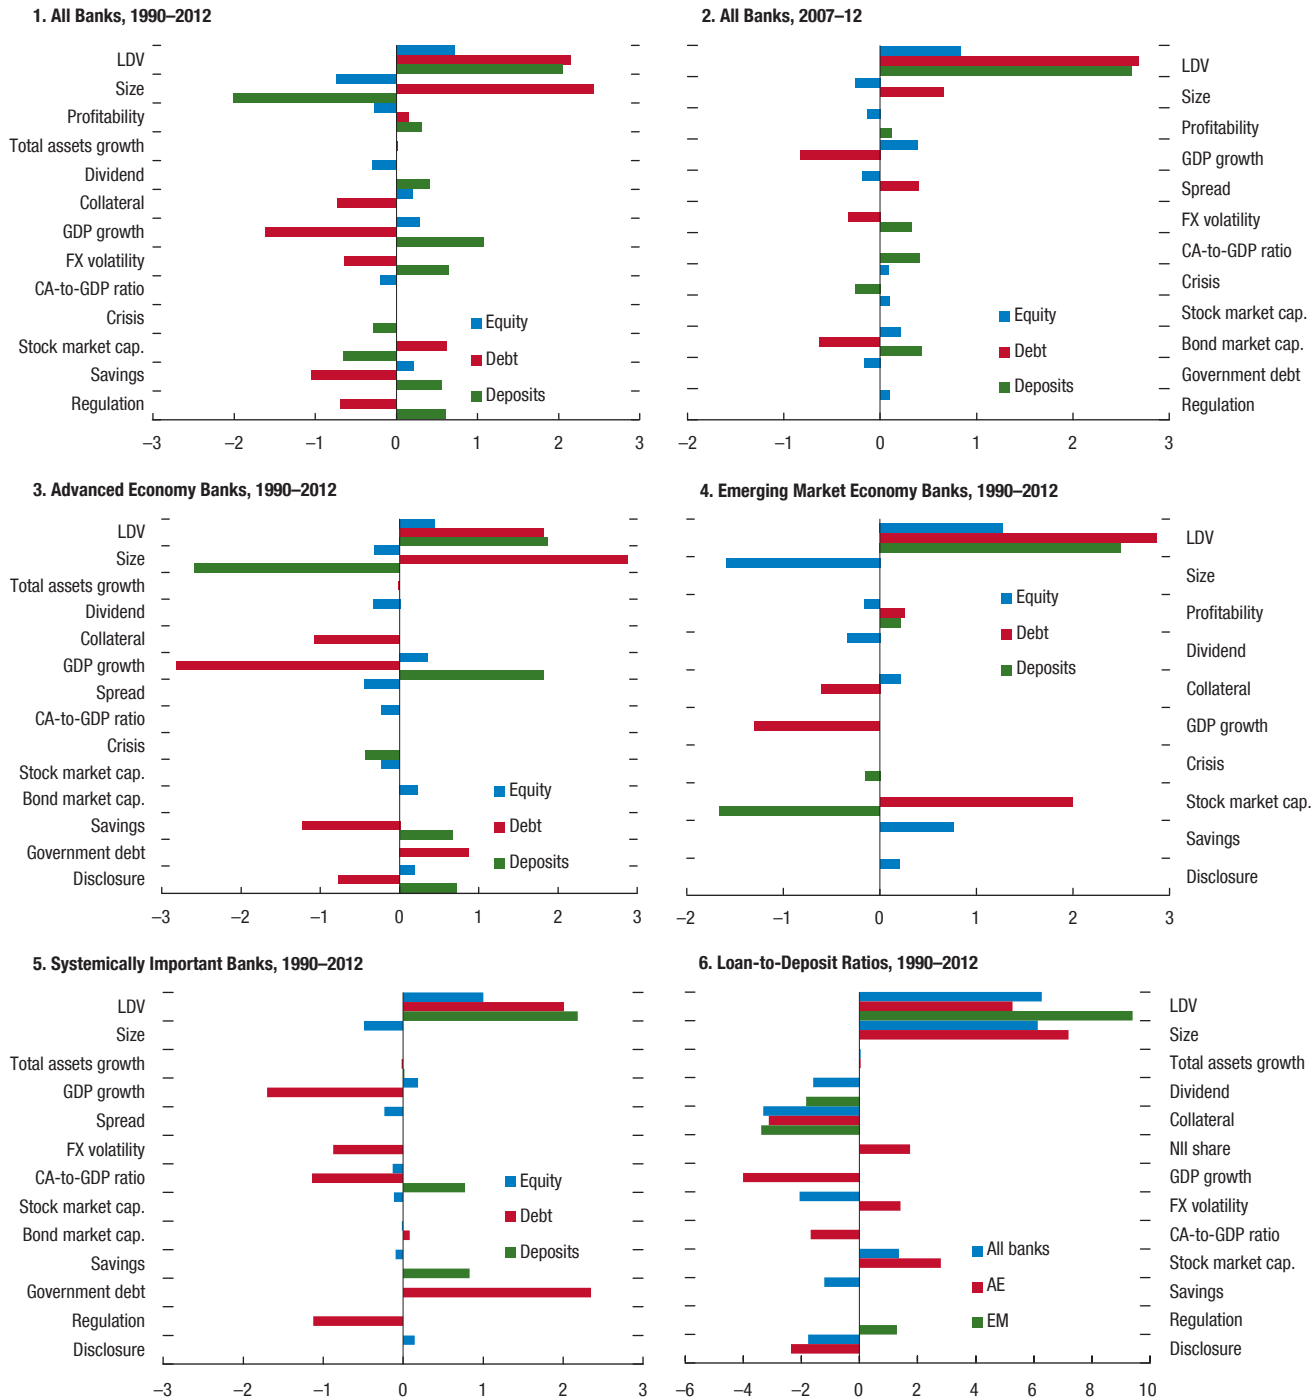 1. All Banks, 1990–2012
LDV
Size
Profitability
Total assets growth
Dividend
Collateral
GDP growth
FX volatility
CA-to-GDP ratio
Crisis
Stock market cap.
Savings
Regulation
Equity
Debt
Deposits
–3 –2 –1 0 1 2 3
2. All Banks, 2007–12
LDV
Size
Profitability
GDP growth
Spread
FX volatility
CA-to-GDP ratio
Crisis
Stock market cap.
Bond market cap.
Government debt
Regulation
Equity
Debt
Deposits
–2 –1 0 1 2 3
3. Advanced Economy Banks, 1990–2012
LDV
Size
Total assets growth
Dividend
Collateral
GDP growth
Spread
CA-to-GDP ratio
Crisis
Stock market cap.
Bond market cap.
Savings
Government debt
Disclosure
Equity
Debt
Deposits
–3 –2 –1 0 1 2 3
4. Emerging Market Economy Banks, 1990–2012
LDV
Size
Profitability
Dividend
Collateral
GDP growth
Crisis
Stock market cap.
Savings
Disclosure
Equity
Debt
Deposits
–2 –1 0 1 2 3
5. Systemically Important Banks, 1990–2012
LDV
Size
Total assets growth
GDP growth
Spread
FX volatility
CA-to-GDP ratio
Stock market cap.
Bond market cap.
Savings
Government debt
Regulation
Disclosure
Equity
Debt
Deposits
–3 –2 –1 0 1 2 3
6. Loan-to-Deposit Ratios, 1990–2012
LDV
Size
Total assets growth
Dividend
Collateral
NII share
GDP growth
FX volatility
CA-to-GDP ratio
Stock market cap.
Savings
Regulation
Disclosure
All banks
AE
EM
–6 –4 –2 0 2 4 6 8 10